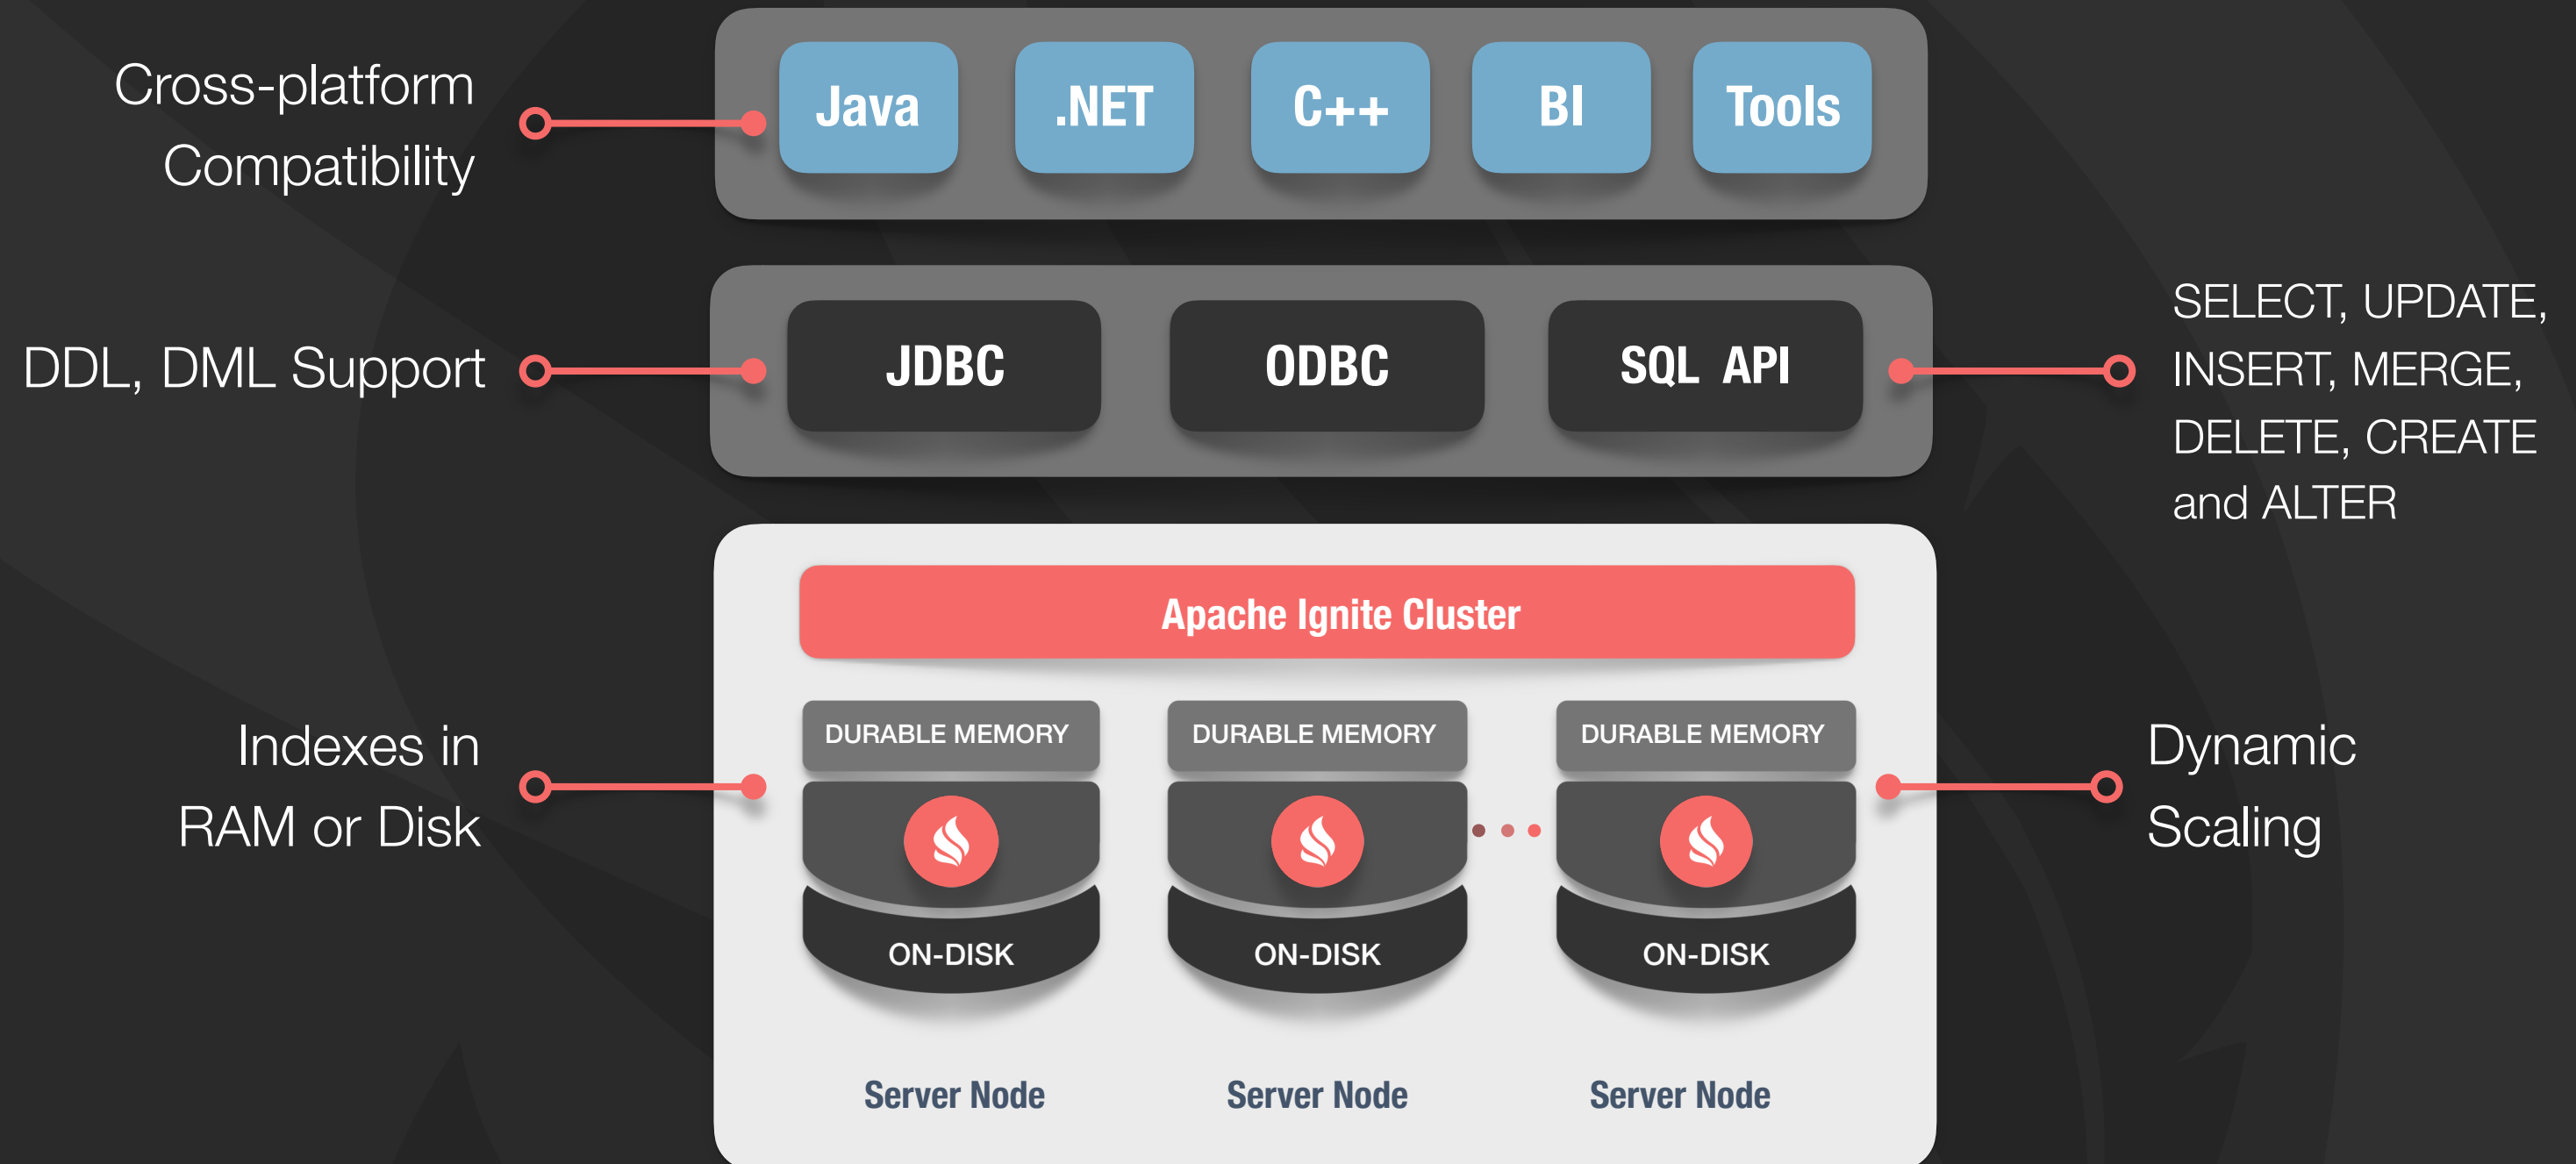 Cross-platform
Compatibility
Java
.NET
C++
BI
Tools
DDL, DML Support
JDBC
ODBC
SQL API
SELECT, UPDATE,
INSERT, MERGE,
DELETE, CREATE
and ALTER
Apache Ignite Cluster
Indexes in
RAM or Disk
DURABLE MEMORY
DURABLE MEMORY
DURABLE MEMORY
ON-DISK
ON-DISK
ON-DISK
Server Node
Server Node
Server Node
Dynamic
Scaling